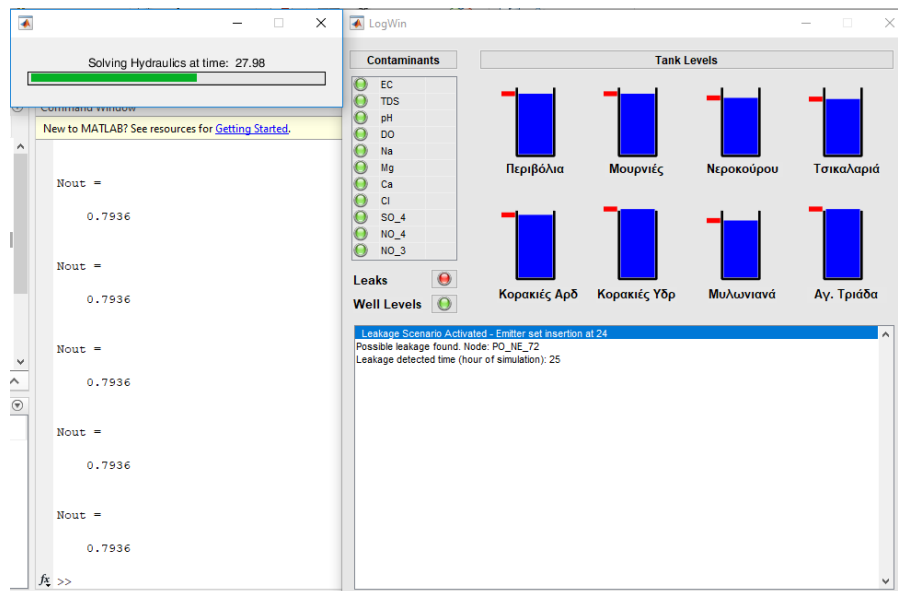 Solving Hydraulics at time: 27.98
Command Window
New to MATLAB? See resources for Getting Started.
Nout =
0.7936
Nout =
0.7936
Nout =
0.7936
Nout =
0.7936
Nout =
0.7936
fx >>
LogWin
Contaminants
EC
TDS
pH
DO
Na
Mg
Ca
Cl
SO_4
NO_4
NO_3
Leaks
Well Levels
Tank Levels
Περιβόλια Μουρνιές Νεροκούρου Τσικαλαριά
Κορακιές Αρδ Κορακιές Υδρ Μυλωνιανά Αγ. Τριάδα
Leakage Scenario Activated - Emitter set insertion at 24
Possible leakage found. Node: PO_NE_72
Leakage detected time (hour of simulation): 25